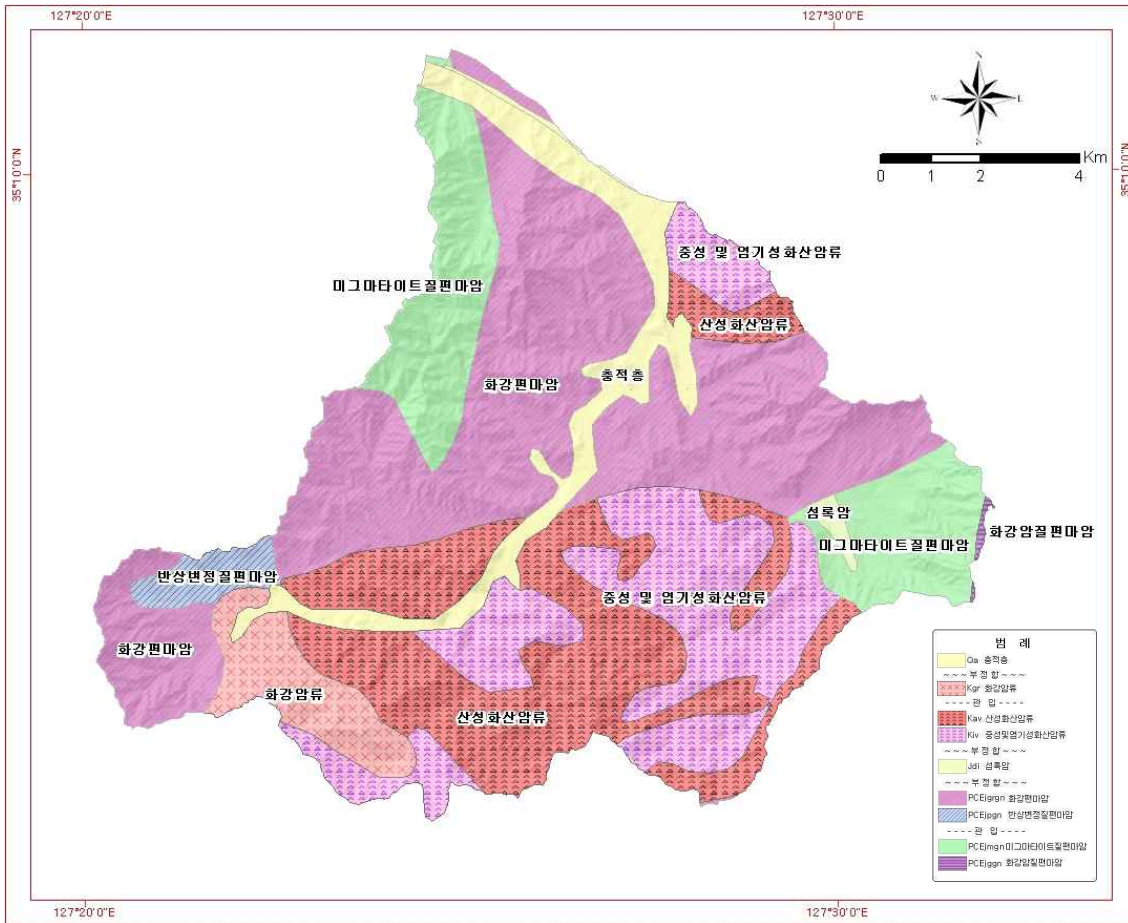 127°20'0"E
127°30'0"E
N
W
E
S
Km
0
1
2
4
35°10'0"N
35°10'0"N
중성 및 염기성화산암류
미그마타이트질편마암
산성화산암류
충적층
화강편마암
섬록암
화강암질편마암
미그마타이트질편마암
반상변정질편마암
중성 및 염기성화산암류
화강편마암
화강암류
산성화산암류
범 례
Qa 충적층
~~~부 정 합~~~
Kgr 화강암류
----관 입----
Kav 산성화산암류
Kiv 중성및염기성화산암류
~~~부 정 합~~~
Jdi 섬록암
~~~부 정 합~~~
PCEjgrgn 화강편마암
PCEjpgn 반상변정질편마암
----관 입----
PCEjmgn미그마타이트질편마암
PCEjggn 화강암질편마암
127°20'0"E
127°30'0"E